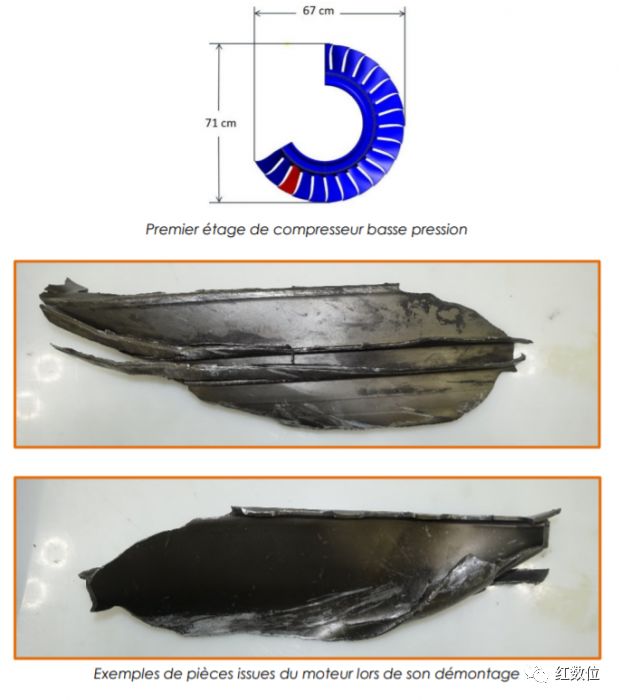 67 cm
71 cm
Premier étage de compresseur basse pression
Exemples de pièces issues du moteur lors de son démontage
红数位